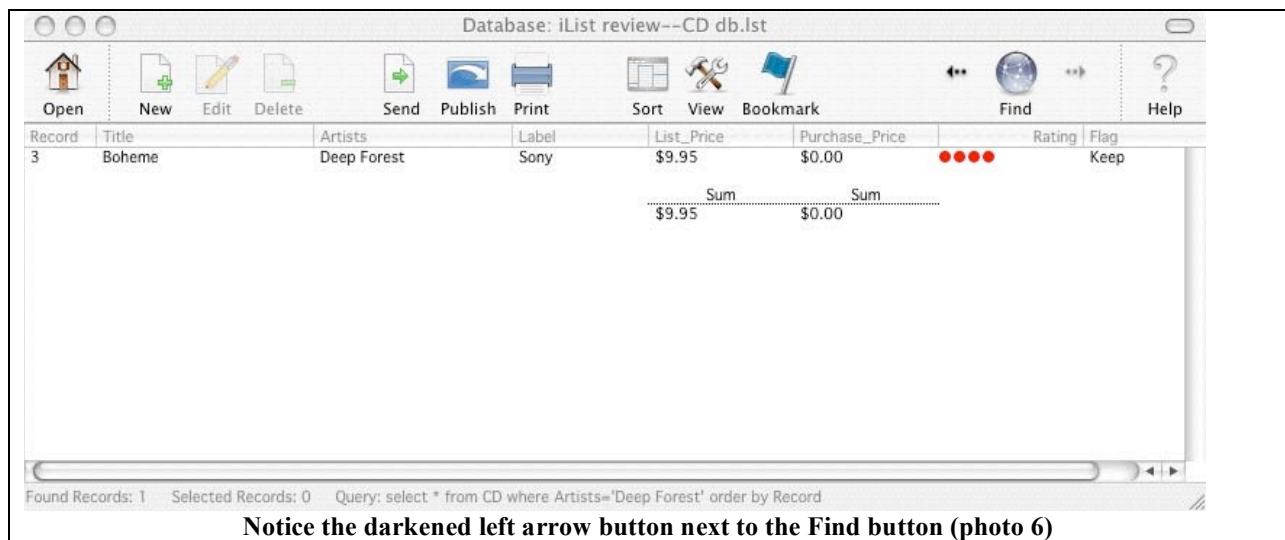 Database: iList review--CD db.lst
Open New Edit Delete Send Publish Print Sort View Bookmark Find Help
Record Title Artists Label List_Price Purchase_Price Rating Flag
3 Boheme Deep Forest Sony $9.95 $0.00 Keep
Sum Sum
$9.95 $0.00
Found Records: 1 Selected Records: 0 Query: select * from CD where Artists='Deep Forest' order by Record
Notice the darkened left arrow button next to the Find button (photo 6)